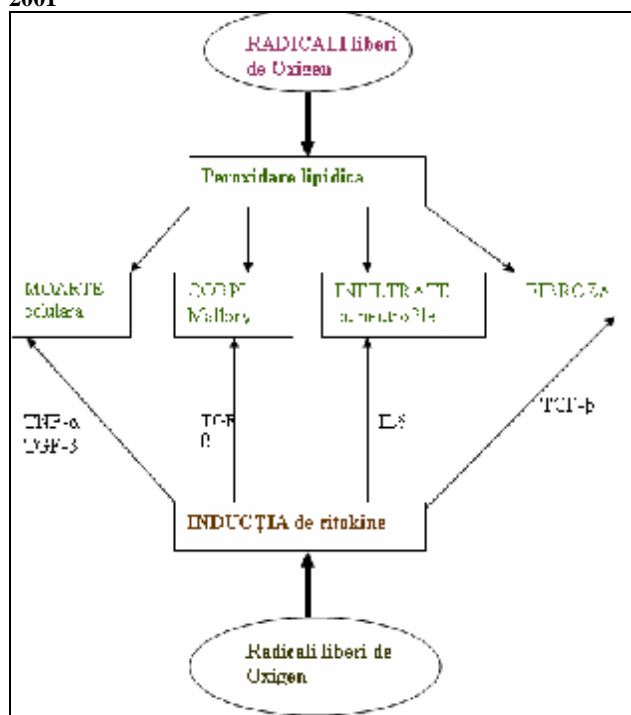 2001
RADICALI liberi
de Oxigen
Peroxidare lipidica
MOARTE
celulara
CORPI
Mallory
INFILTRATE
cu neutrofile
FIBROZA
TNF-α
TGF-β
TGF
β
IL8
TGF-β
INDUCȚIA de citokine
Radicali liberi de
Oxigen